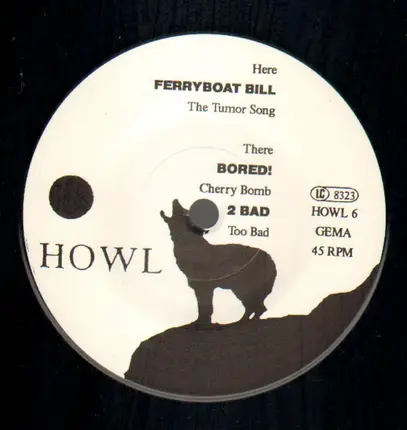 Here
FERRYBOAT BILL
The Tumor Song
There
BORED!
Cherry Bomb
2 BAD
Too Bad
LC 8323
HOWL 6
GEMA
45 RPM
HOWL